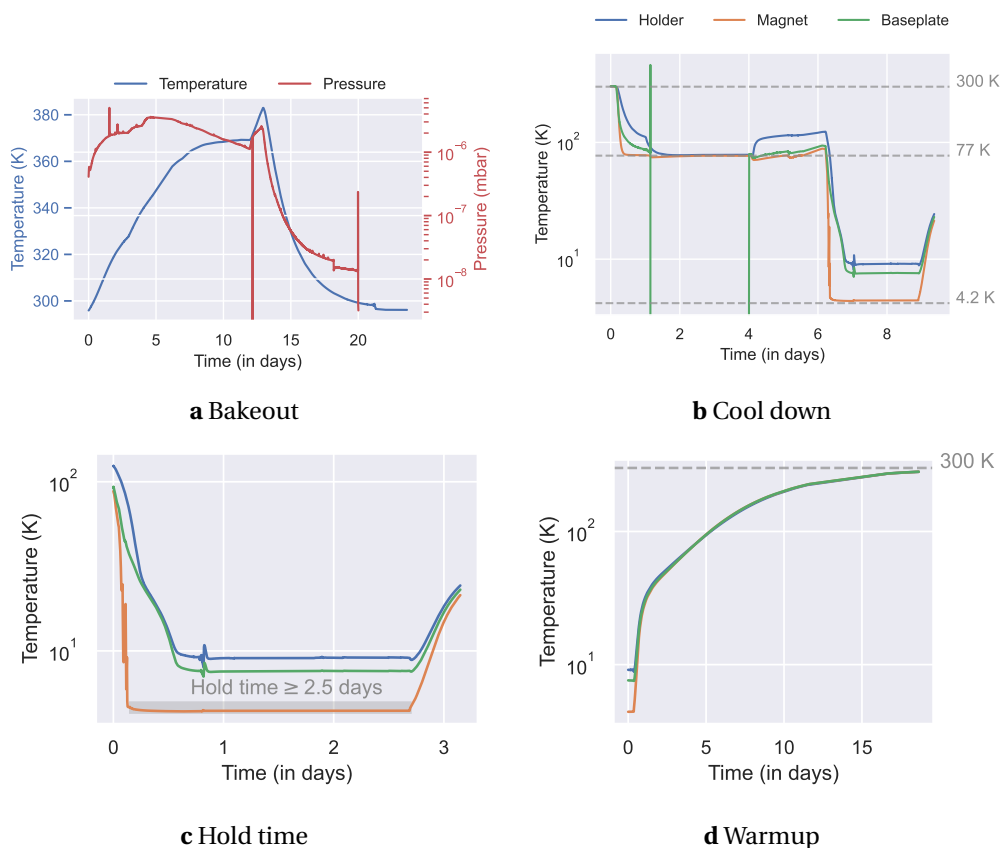 Temperature Pressure
380
360
340
320
300
Temperature (K)
10⁻⁶
10⁻⁷
10⁻⁸
Pressure (mbar)
0 5 10 15 20
Time (in days)
a Bakeout
Holder Magnet Baseplate
300 K
77 K
4.2 K
10²
10¹
Temperature (K)
0 2 4 6 8
Time (in days)
b Cool down
10²
10¹
Temperature (K)
Hold time ≥ 2.5 days
0 1 2 3
Time (in days)
c Hold time
300 K
10²
10¹
Temperature (K)
0 5 10 15
Time (in days)
d Warmup